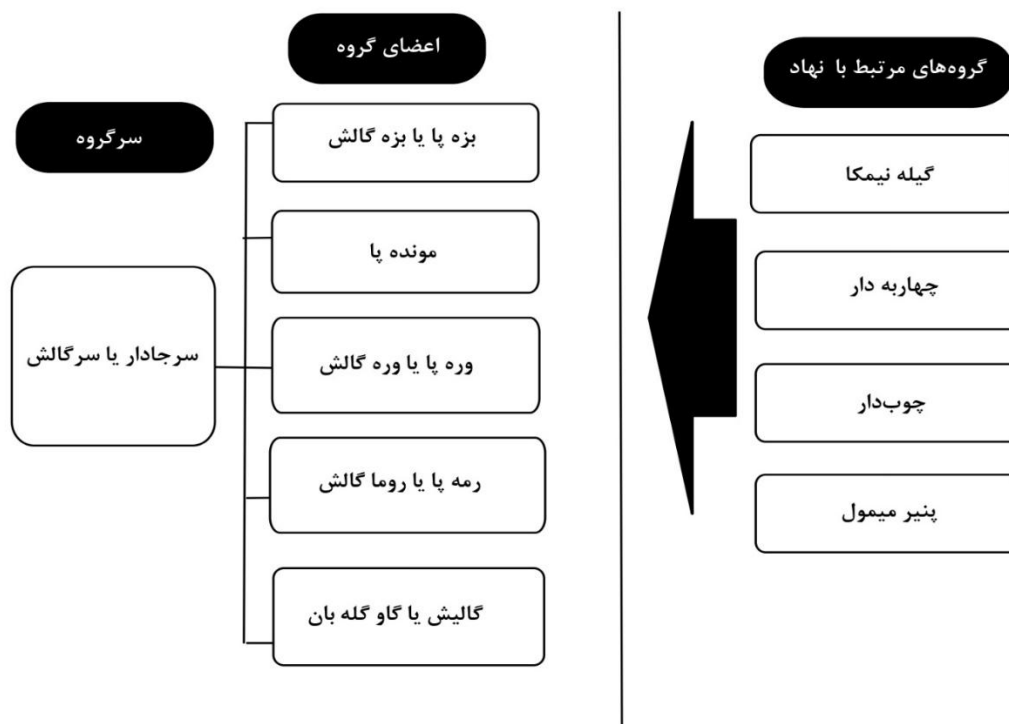 گروه‌های مرتبط با نهاد
گیله نیمکا
چهاربه دار
چوب‌دار
پنیر میمول
اعضای گروه
بزه پا یا بزه گالش
مونده پا
وره پا یا وره گالش
رمه پا یا روما گالش
گالیش یا گاو گله بان
سرگروه
سرجادار یا سرگالش